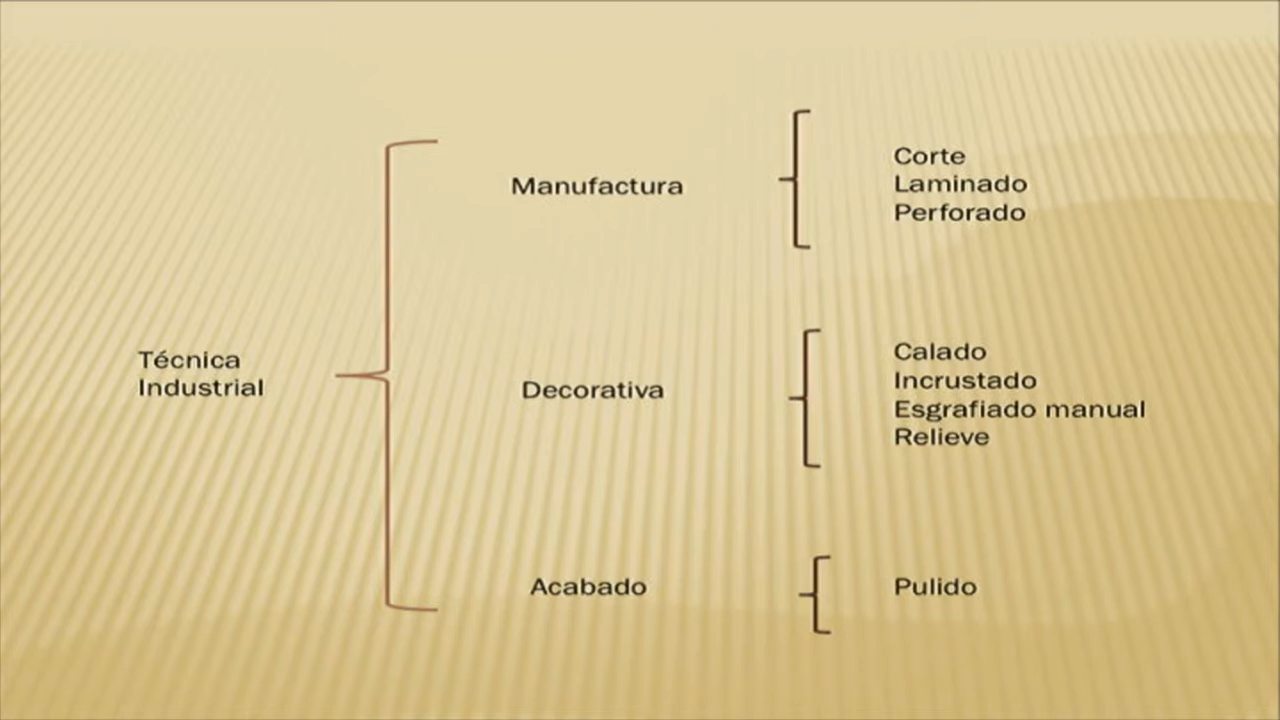 Técnica
Industrial
Manufactura
Corte
Laminado
Perforado
Decorativa
Calado
Incrustado
Esgrafiado manual
Relieve
Acabado
Pulido